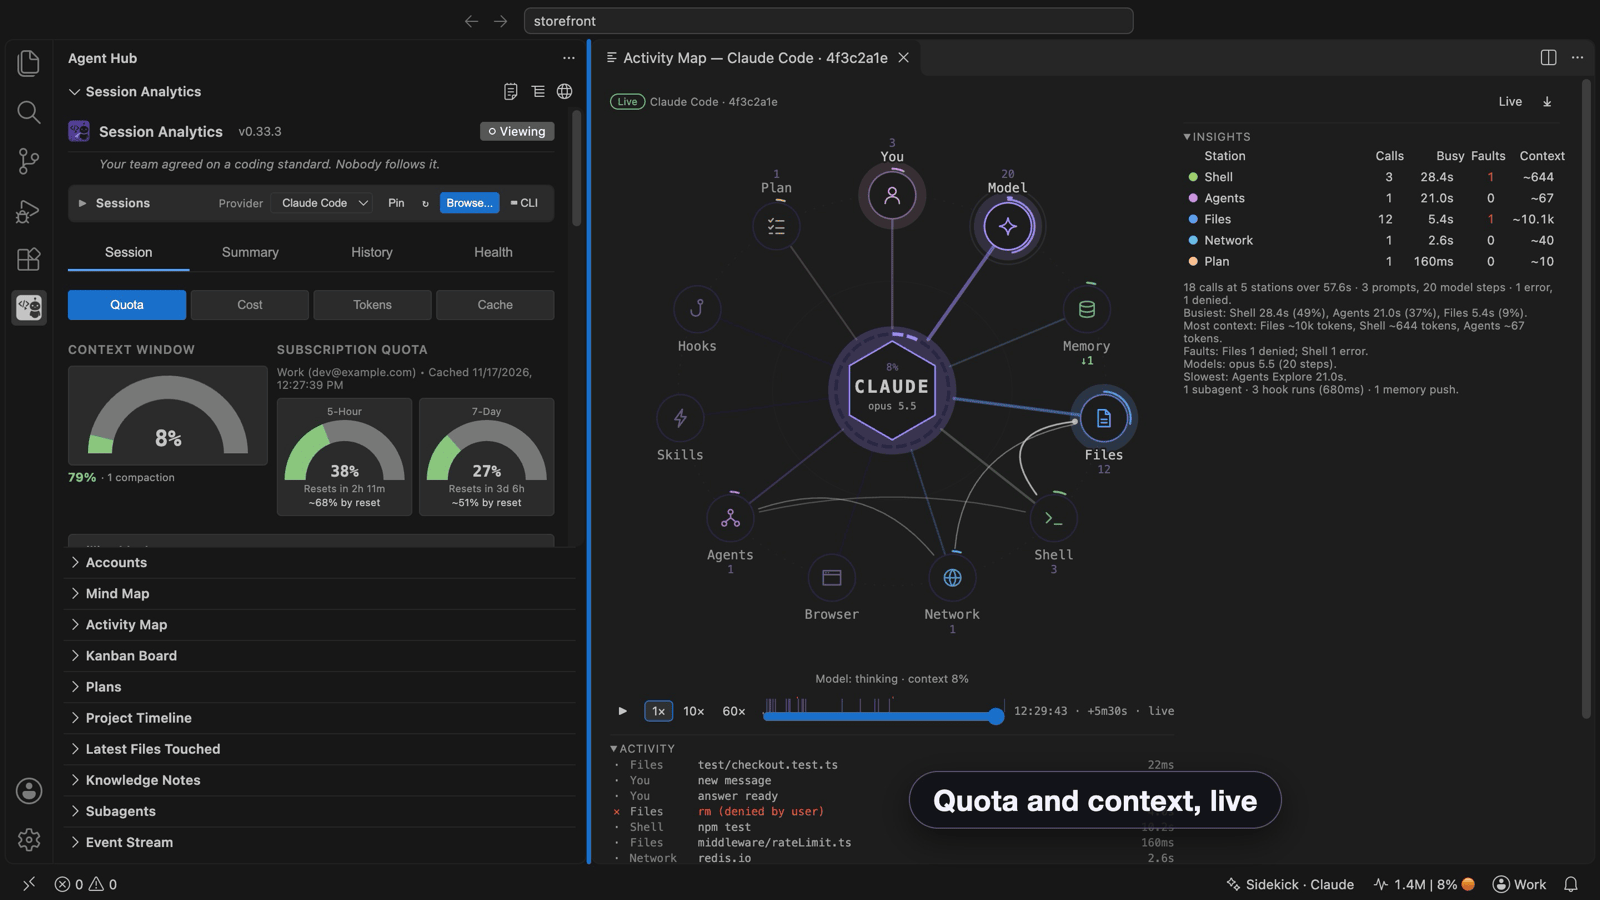 storefront
Agent Hub
Session Analytics
Session Analytics v0.33.3 Viewing
Your team agreed on a coding standard. Nobody follows it.
Sessions Provider Claude Code Pin Browse... CLI
Session Summary History Health
Quota Cost Tokens Cache
CONTEXT WINDOW
8%
79% · 1 compaction
SUBSCRIPTION QUOTA
Work (dev@example.com) • Cached 11/17/2026,
12:27:39 PM
5-Hour
38%
Resets in 2h 11m
~68% by reset
7-Day
27%
Resets in 3d 6h
~51% by reset
Accounts
Mind Map
Activity Map
Kanban Board
Plans
Project Timeline
Latest Files Touched
Knowledge Notes
Subagents
Event Stream
Activity Map — Claude Code · 4f3c2a1e
Live Claude Code · 4f3c2a1e
Live
3
You
1
Plan
20
Model
Hooks
Memory
↓1
8%
CLAUDE
opus 5.5
Skills
Files
12
Agents
1
Shell
3
Browser
Network
1
Model: thinking · context 8%
1× 10× 60× 12:29:43 · +5m30s · live
ACTIVITY
· Files test/checkout.test.ts 22ms
· You new message
· You answer ready
× Files rm (denied by user)
· Shell npm test 10.2s
· Files middleware/rateLimit.ts 160ms
· Network redis.io 2.6s
Quota and context, live
INSIGHTS
Station Calls Busy Faults Context
Shell 3 28.4s 1 ~644
Agents 1 21.0s 0 ~67
Files 12 5.4s 1 ~10.1k
Network 1 2.6s 0 ~40
Plan 1 160ms 0 ~10
18 calls at 5 stations over 57.6s · 3 prompts, 20 model steps · 1 error,
1 denied.
Busiest: Shell 28.4s (49%), Agents 21.0s (37%), Files 5.4s (9%).
Most context: Files ~10k tokens, Shell ~644 tokens, Agents ~67
tokens.
Faults: Files 1 denied; Shell 1 error.
Models: opus 5.5 (20 steps).
Slowest: Agents Explore 21.0s.
1 subagent · 3 hook runs (680ms) · 1 memory push.
0 0
Sidekick · Claude 1.4M | 8% Work